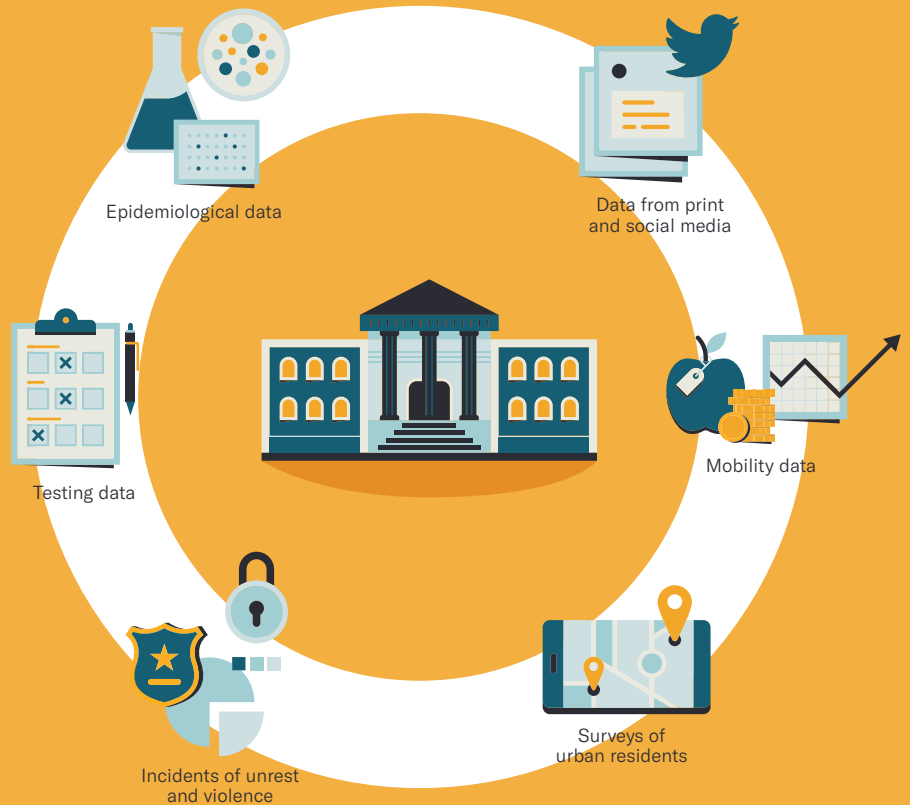 Epidemiological data
Data from print
and social media
Testing data
Mobility data
Incidents of unrest
and violence
Surveys of
urban residents